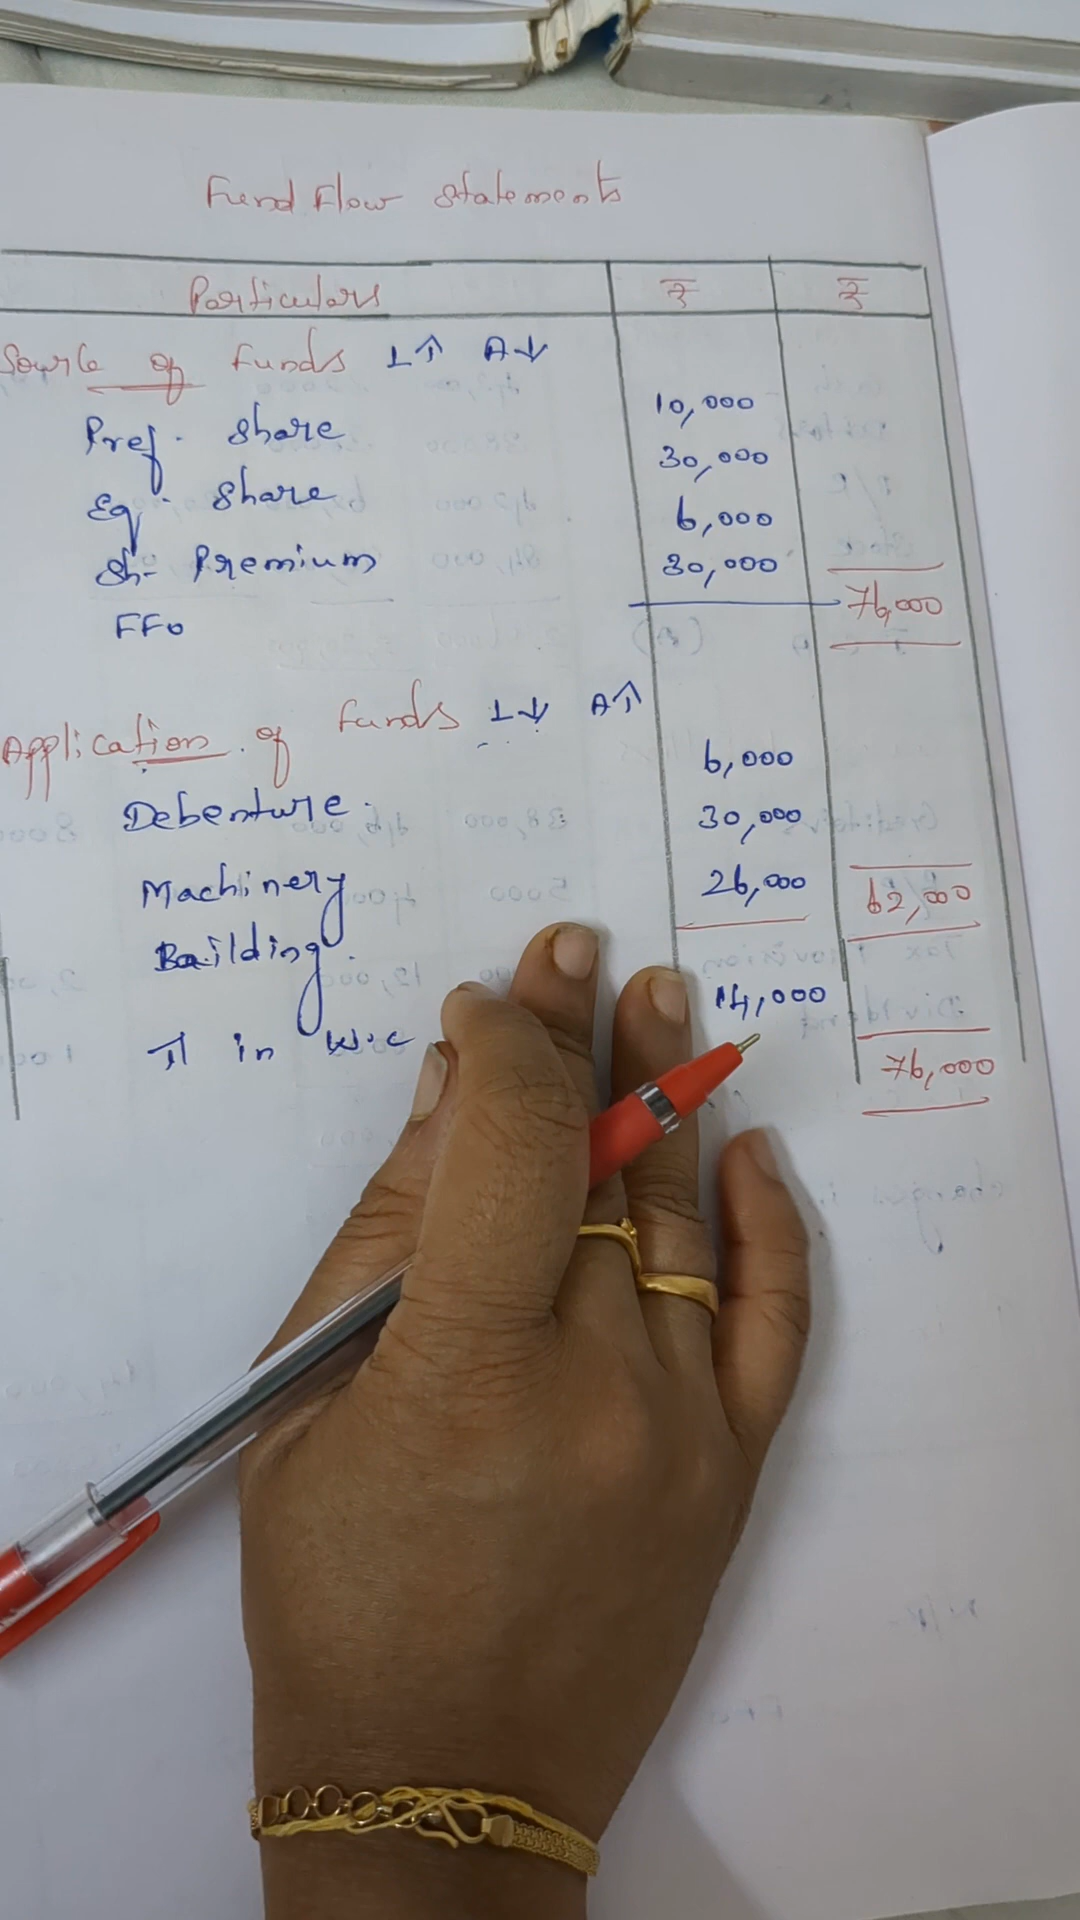 Fund Flow Statements
Particulars ₹ ₹
Source of Funds L↑ A↓
Pref. Share 10,000
Eq. Share 30,000
Sh- Premium 6,000
FFO 30,000 76,000
Application of Funds L↓ A↑
Debenture. 6,000
Machinery 30,000
Building. 26,000 62,000
↑ in W.C 14,000
76,000